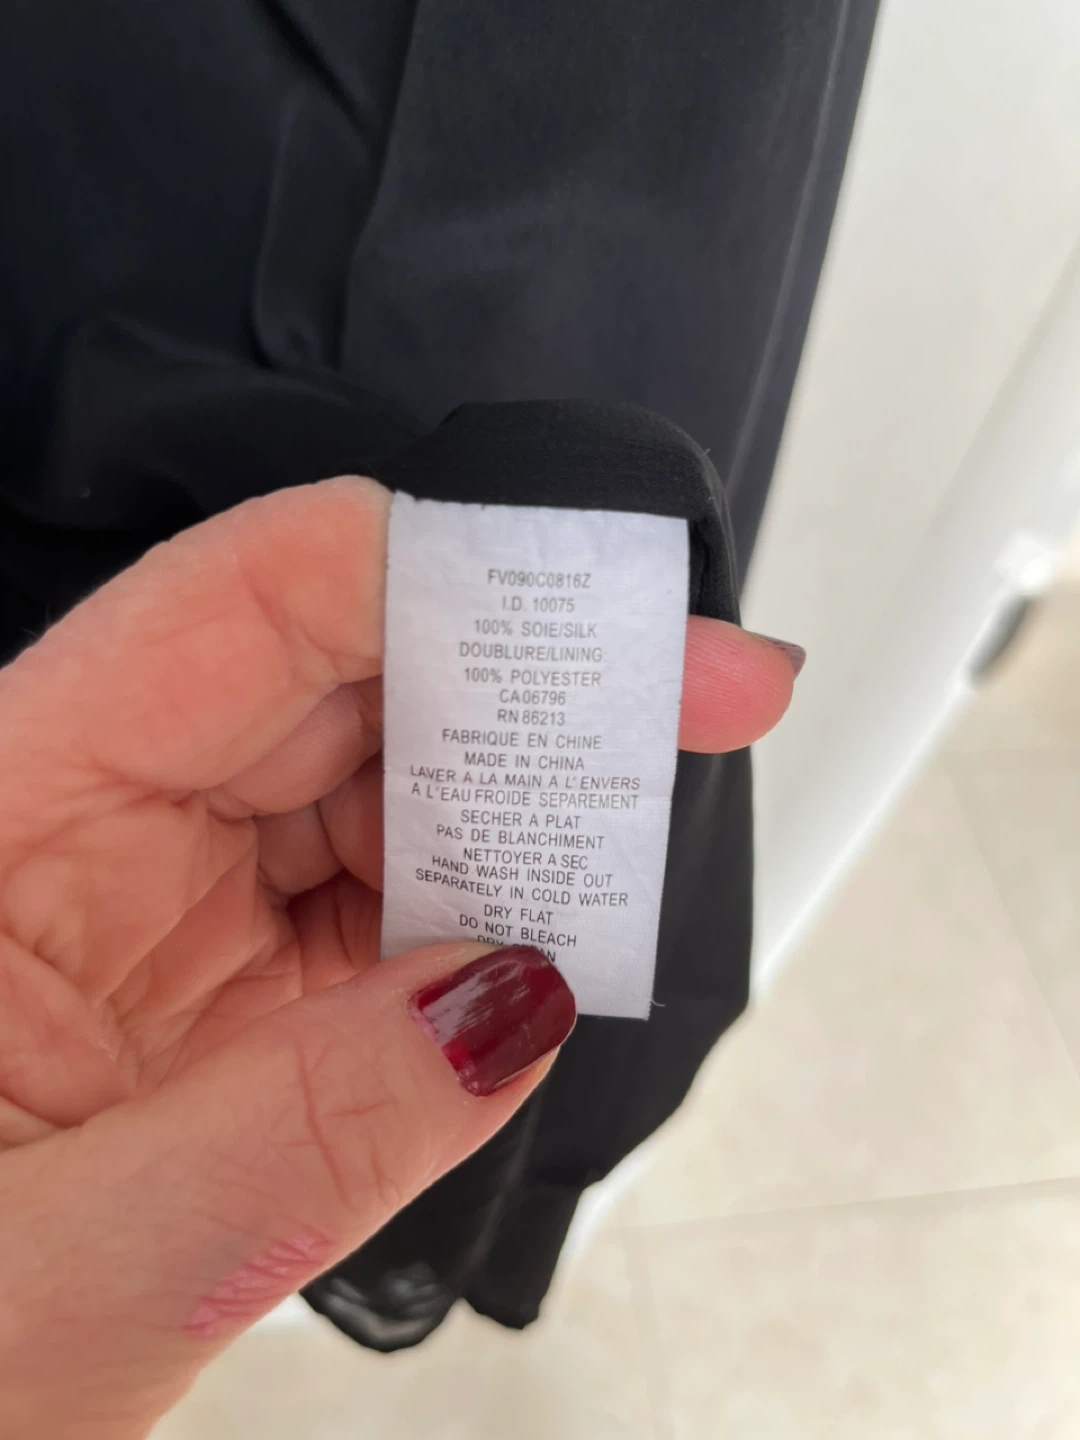 FV090C0816Z
I.D. 10075
100% SOIE/SILK
DOUBLURE/LINING:
100% POLYESTER
CA06796
RN 86213
FABRIQUE EN CHINE
MADE IN CHINA
LAVER A LA MAIN A L'ENVERS
A L'EAU FROIDE SEPAREMENT
SECHER A PLAT
PAS DE BLANCHIMENT
NETTOYER A SEC
HAND WASH INSIDE OUT
SEPARATELY IN COLD WATER
DRY FLAT
DO NOT BLEACH
DRY